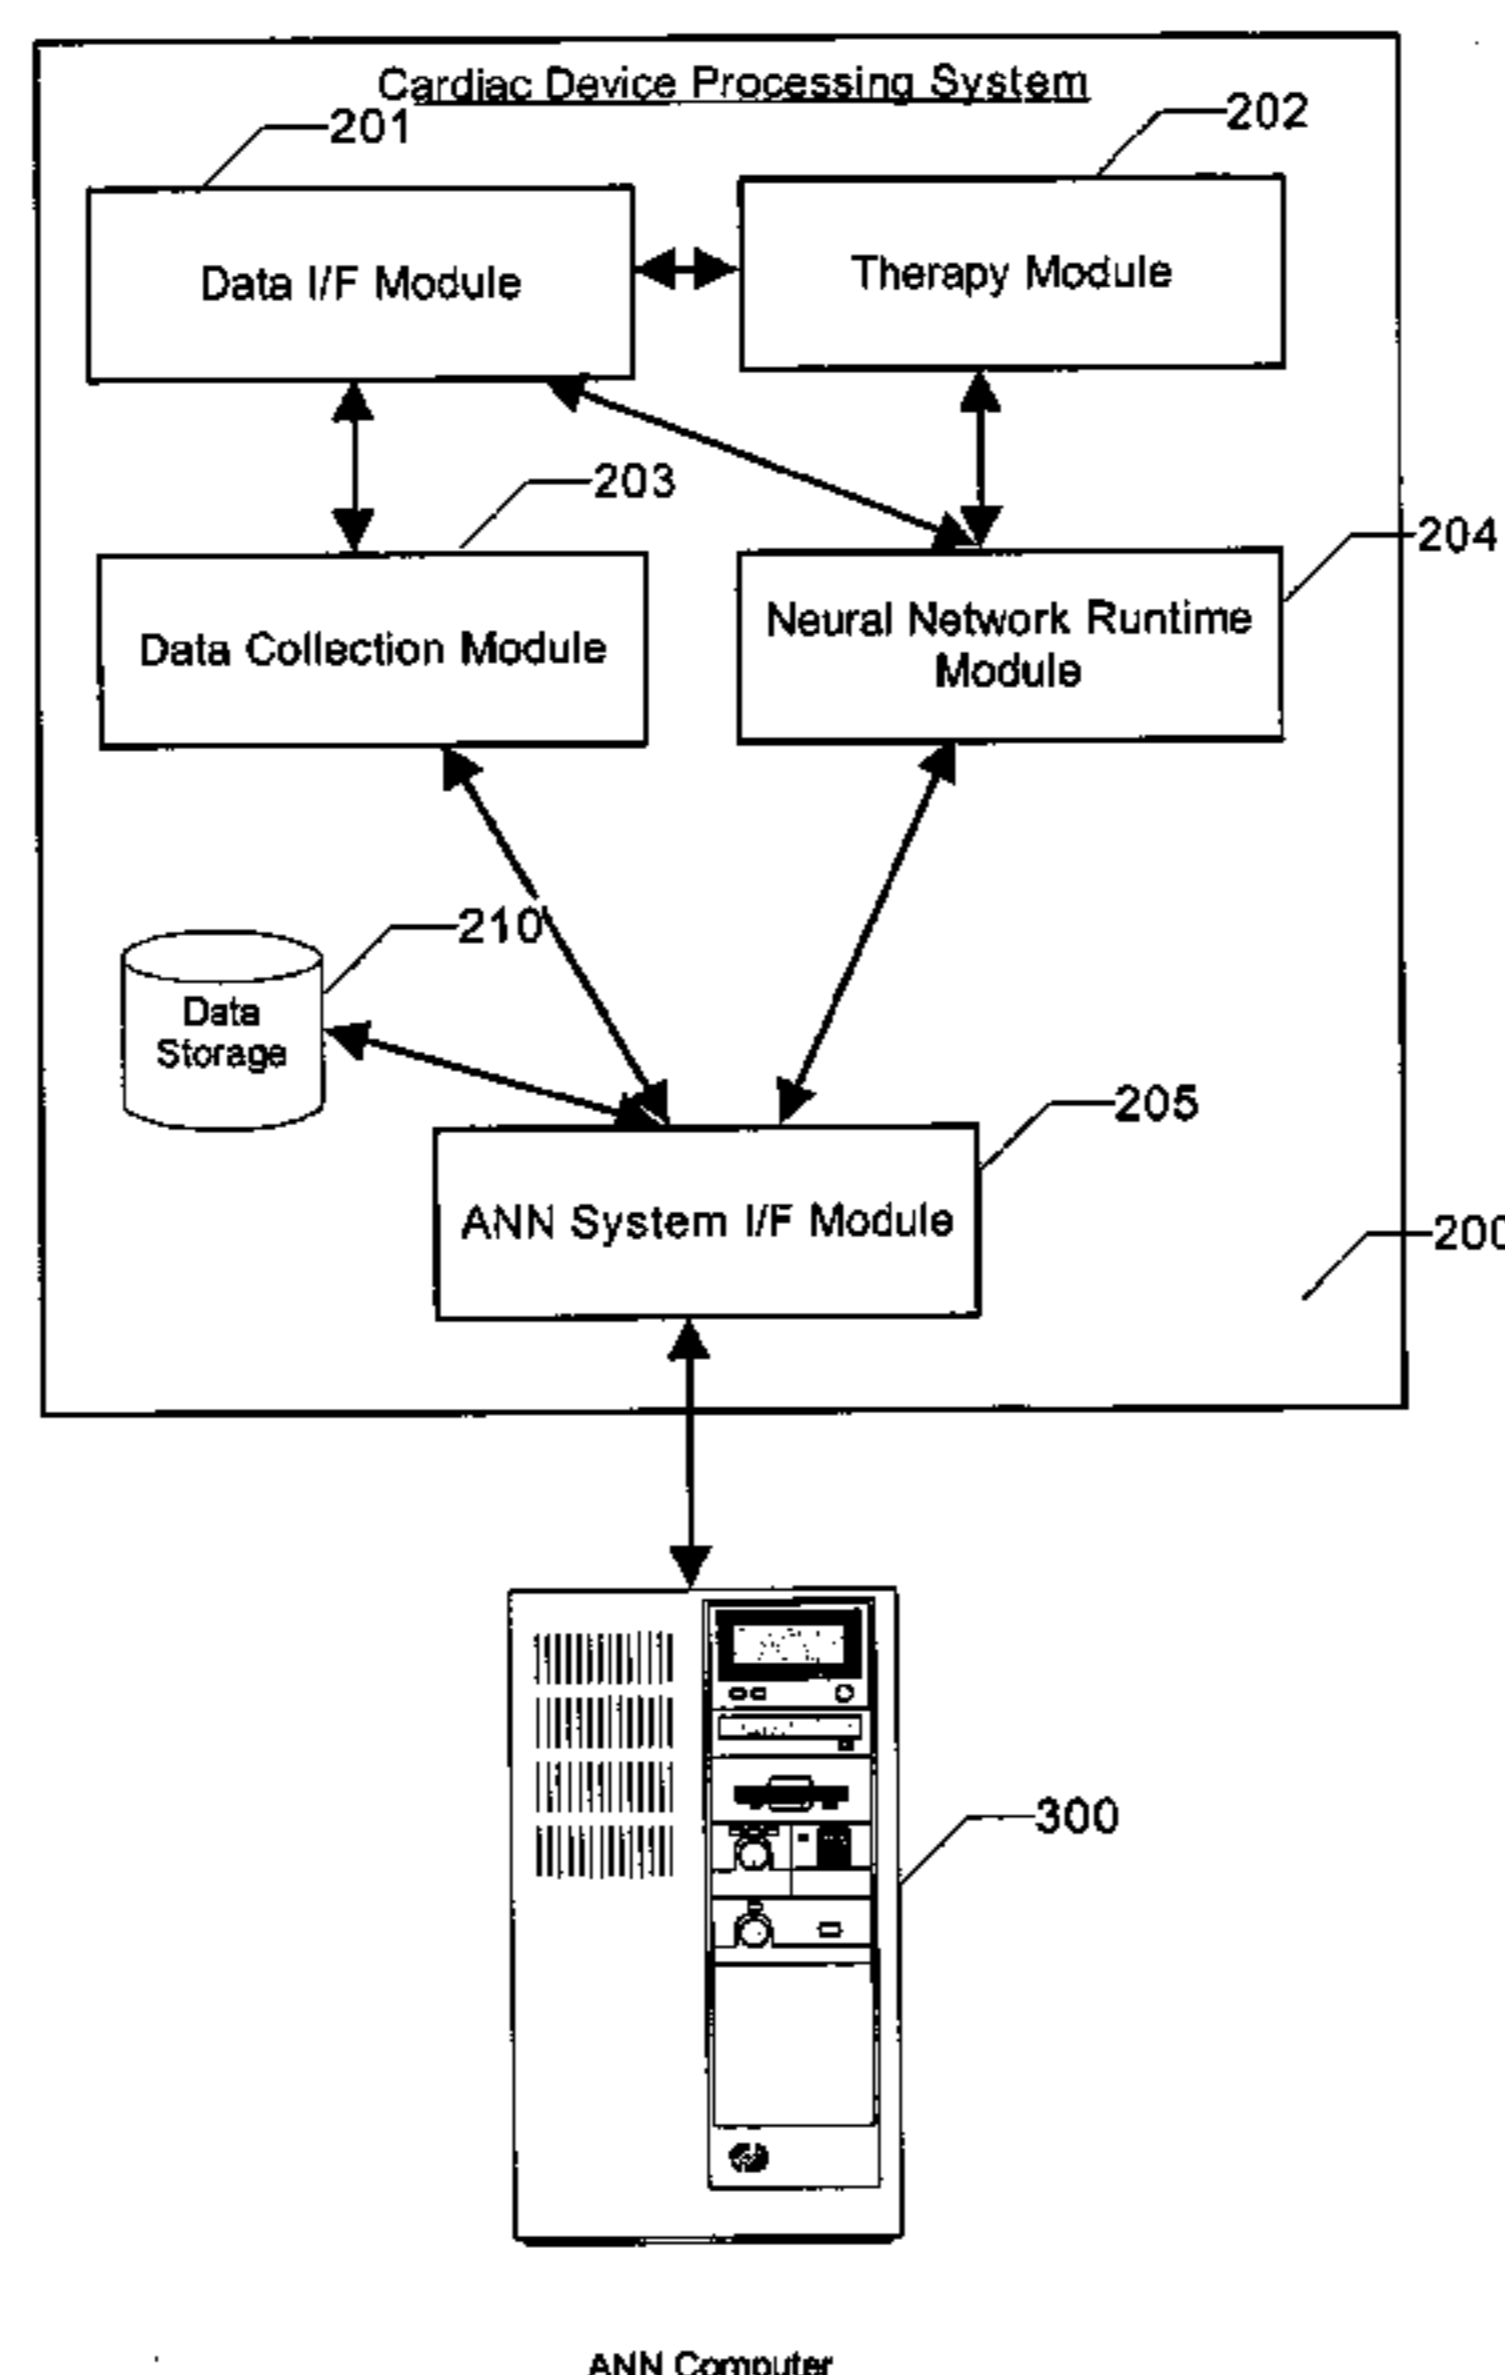 Cardiac Device Processing System
201
202
Data I/F Module
Therapy Module
203
204
Data Collection Module
Neural Network Runtime
Module
210
Data
Storage
205
ANN System I/F Module
200
300
ANN Computer